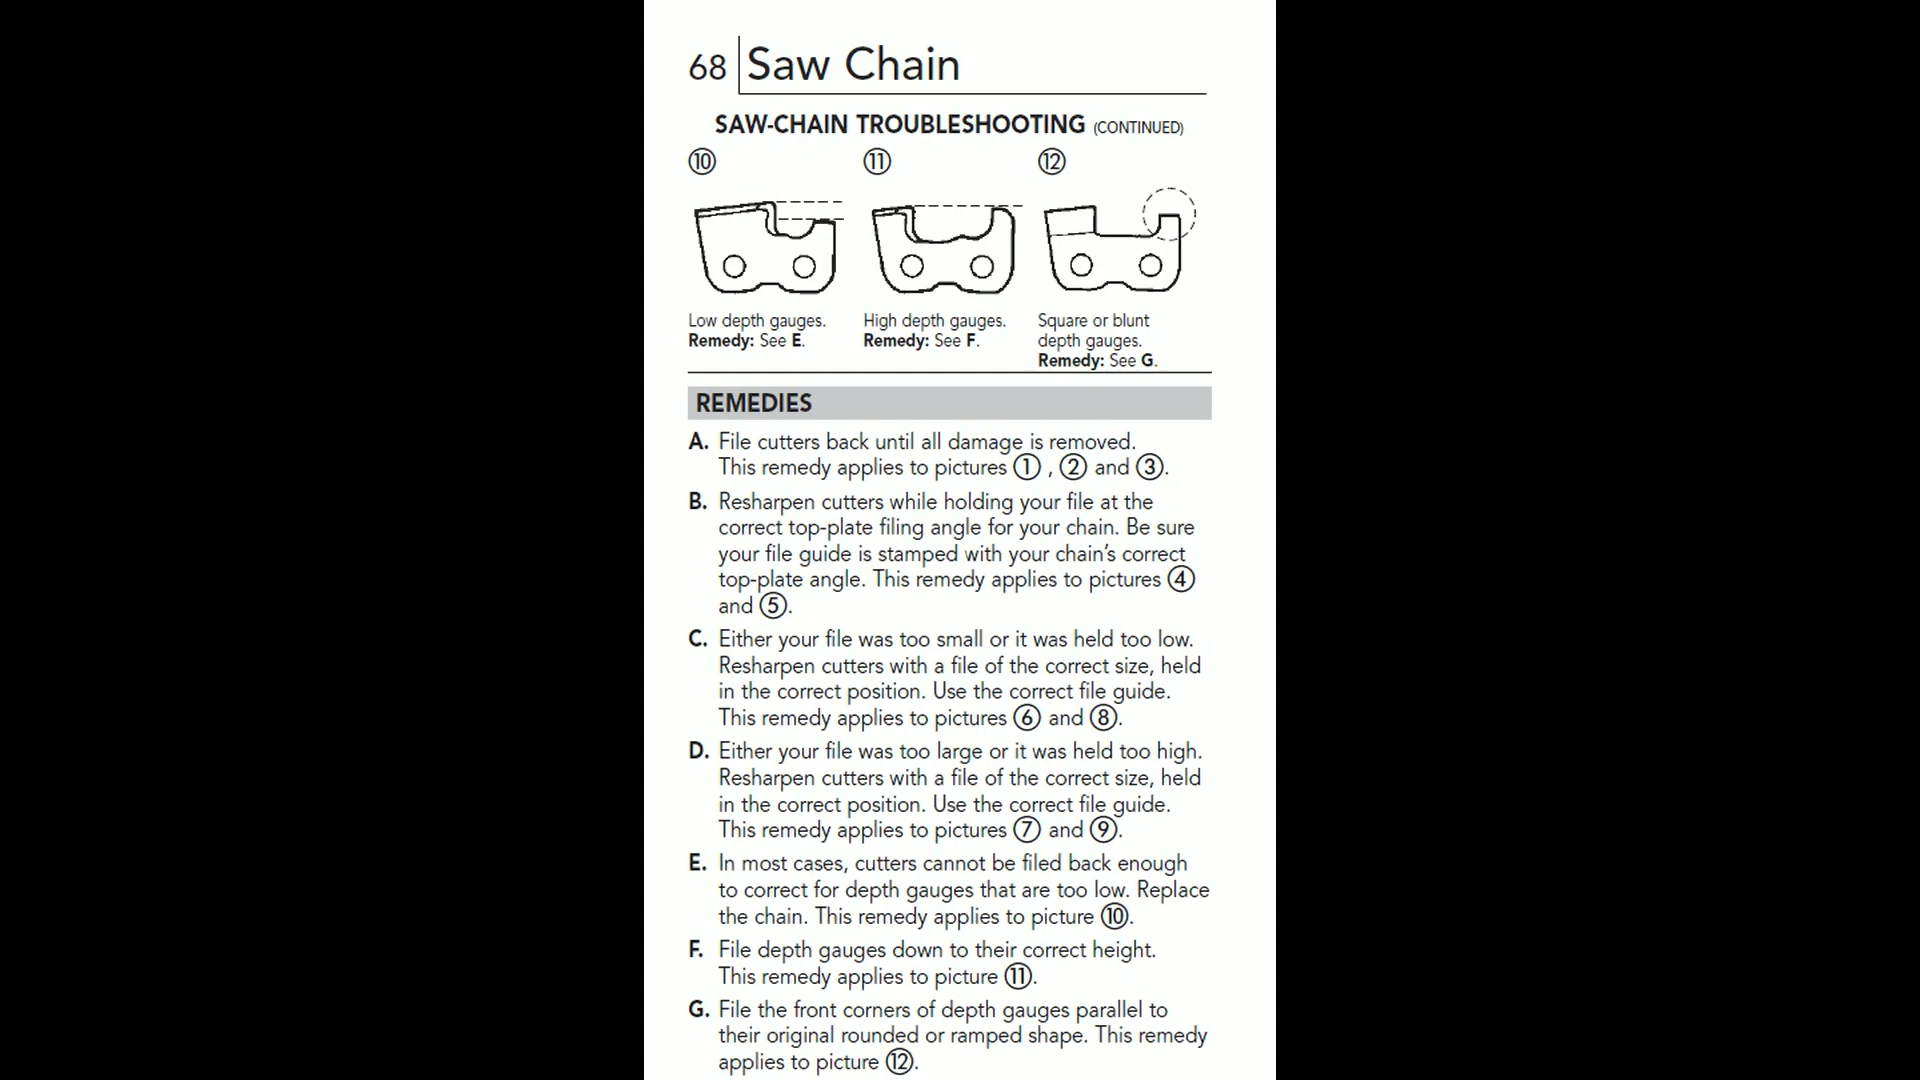 68 Saw Chain
SAW-CHAIN TROUBLESHOOTING (CONTINUED)
⑩ ⑪ ⑫
Low depth gauges.
Remedy: See E.
High depth gauges.
Remedy: See F.
Square or blunt
depth gauges.
Remedy: See G.
REMEDIES
A. File cutters back until all damage is removed.
This remedy applies to pictures ① , ② and ③.
B. Resharpen cutters while holding your file at the
correct top-plate filing angle for your chain. Be sure
your file guide is stamped with your chain’s correct
top-plate angle. This remedy applies to pictures ④
and ⑤.
C. Either your file was too small or it was held too low.
Resharpen cutters with a file of the correct size, held
in the correct position. Use the correct file guide.
This remedy applies to pictures ⑥ and ⑧.
D. Either your file was too large or it was held too high.
Resharpen cutters with a file of the correct size, held
in the correct position. Use the correct file guide.
This remedy applies to pictures ⑦ and ⑨.
E. In most cases, cutters cannot be filed back enough
to correct for depth gauges that are too low. Replace
the chain. This remedy applies to picture ⑩.
F. File depth gauges down to their correct height.
This remedy applies to picture ⑪.
G. File the front corners of depth gauges parallel to
their original rounded or ramped shape. This remedy
applies to picture ⑫.